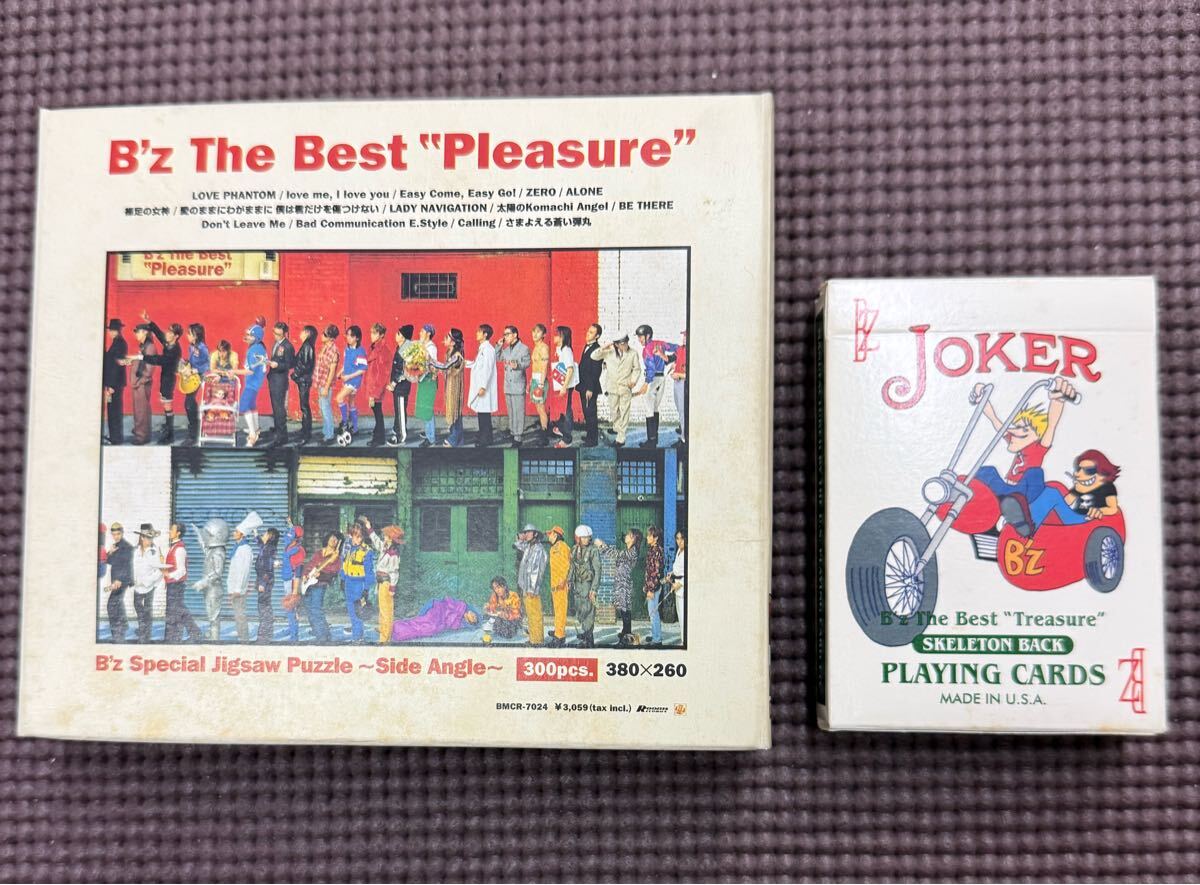 B'z The Best “Pleasure”
LOVE PHANTOM / love me, I love you / Easy Come, Easy Go! / ZERO / ALONE
裸足の女神 / 愛のままにわがままに 僕は君だけを傷つけない / LADY NAVIGATION / 太陽のKomachi Angel / BE THERE
Don't Leave Me / Bad Communication E.Style / Calling / さまよえる蒼い弾丸
B'z The Best
“Pleasure”
B'z Special Jigsaw Puzzle ～Side Angle～ 300pcs. 380×260
BMCR-7024 ¥3,059 (tax incl.)
B'z
JOKER
B'z
B'z The Best “Treasure”
SKELETON BACK
PLAYING CARDS
MADE IN U.S.A.
B'z